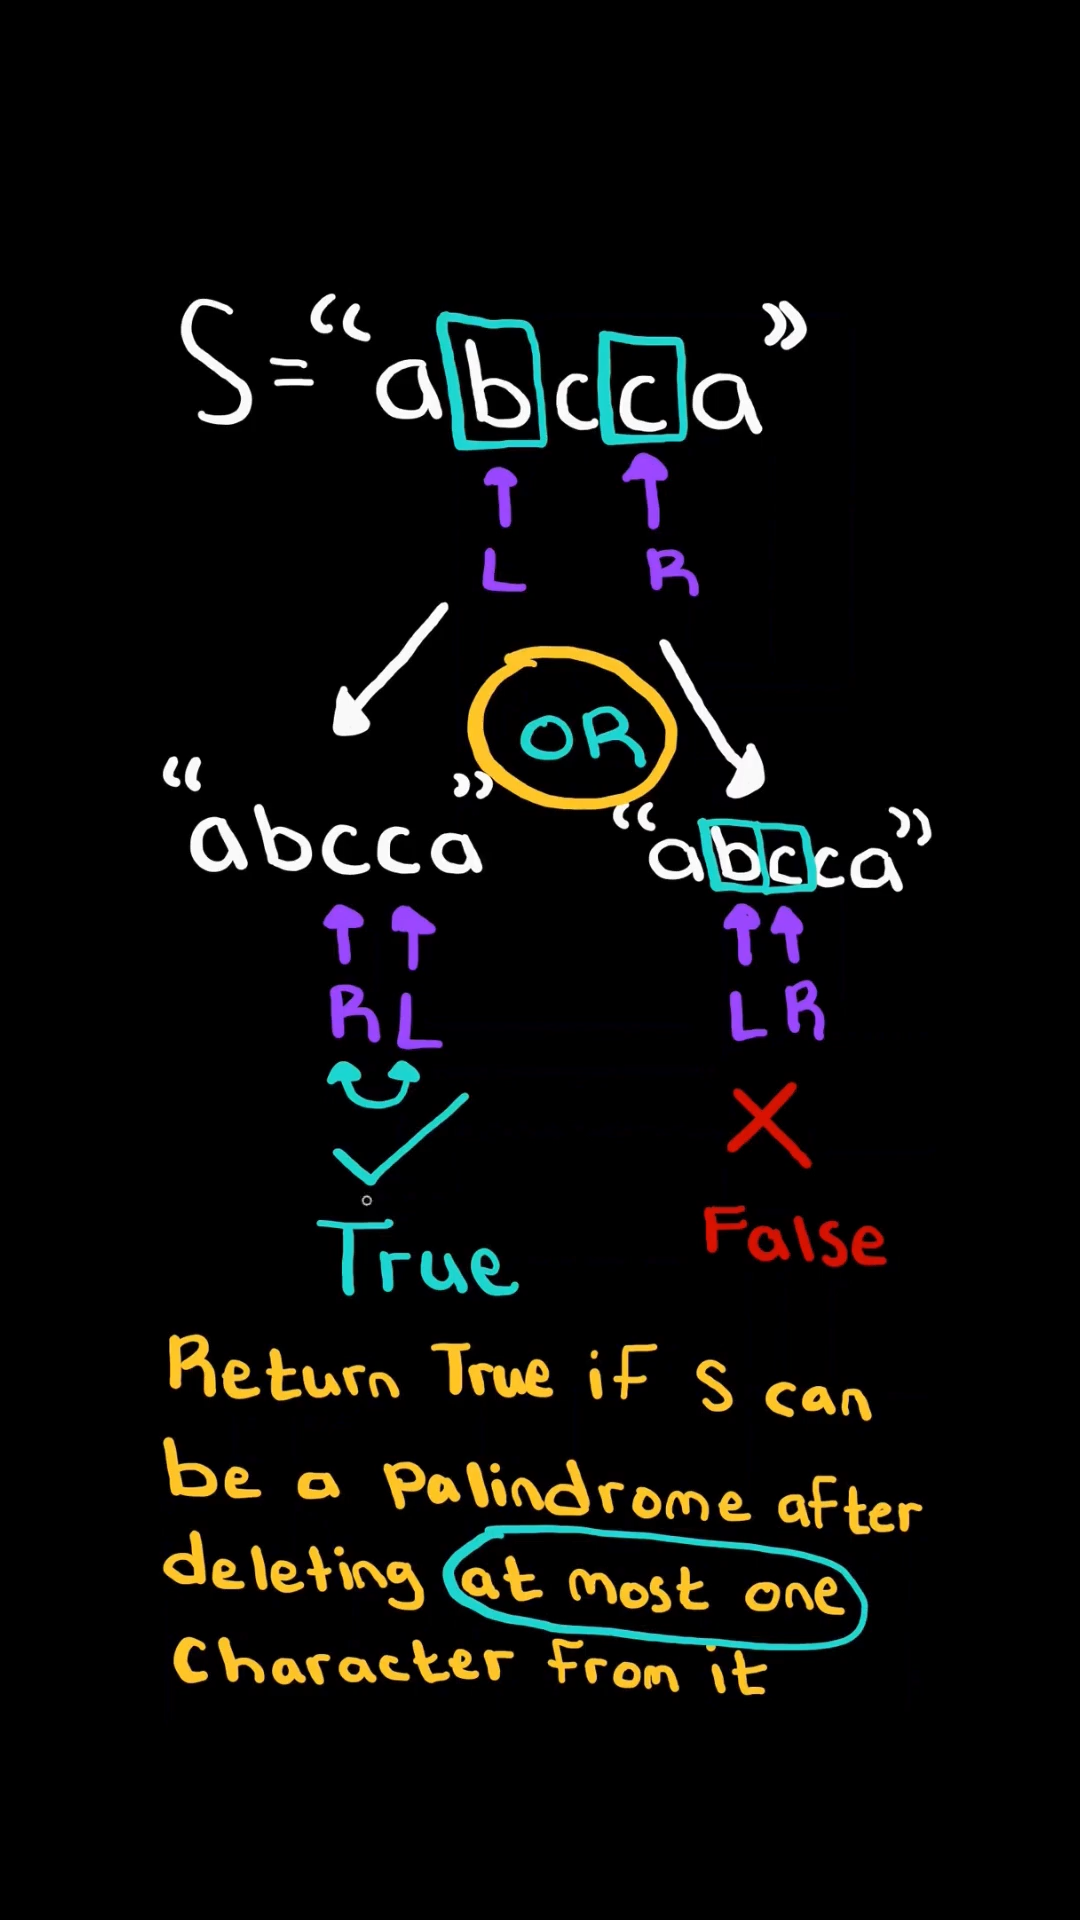 S="abcca"
L R
OR
"abcca" "abcca"
R L L R
True False
Return True if S can
be a palindrome after
deleting at most one
character from it